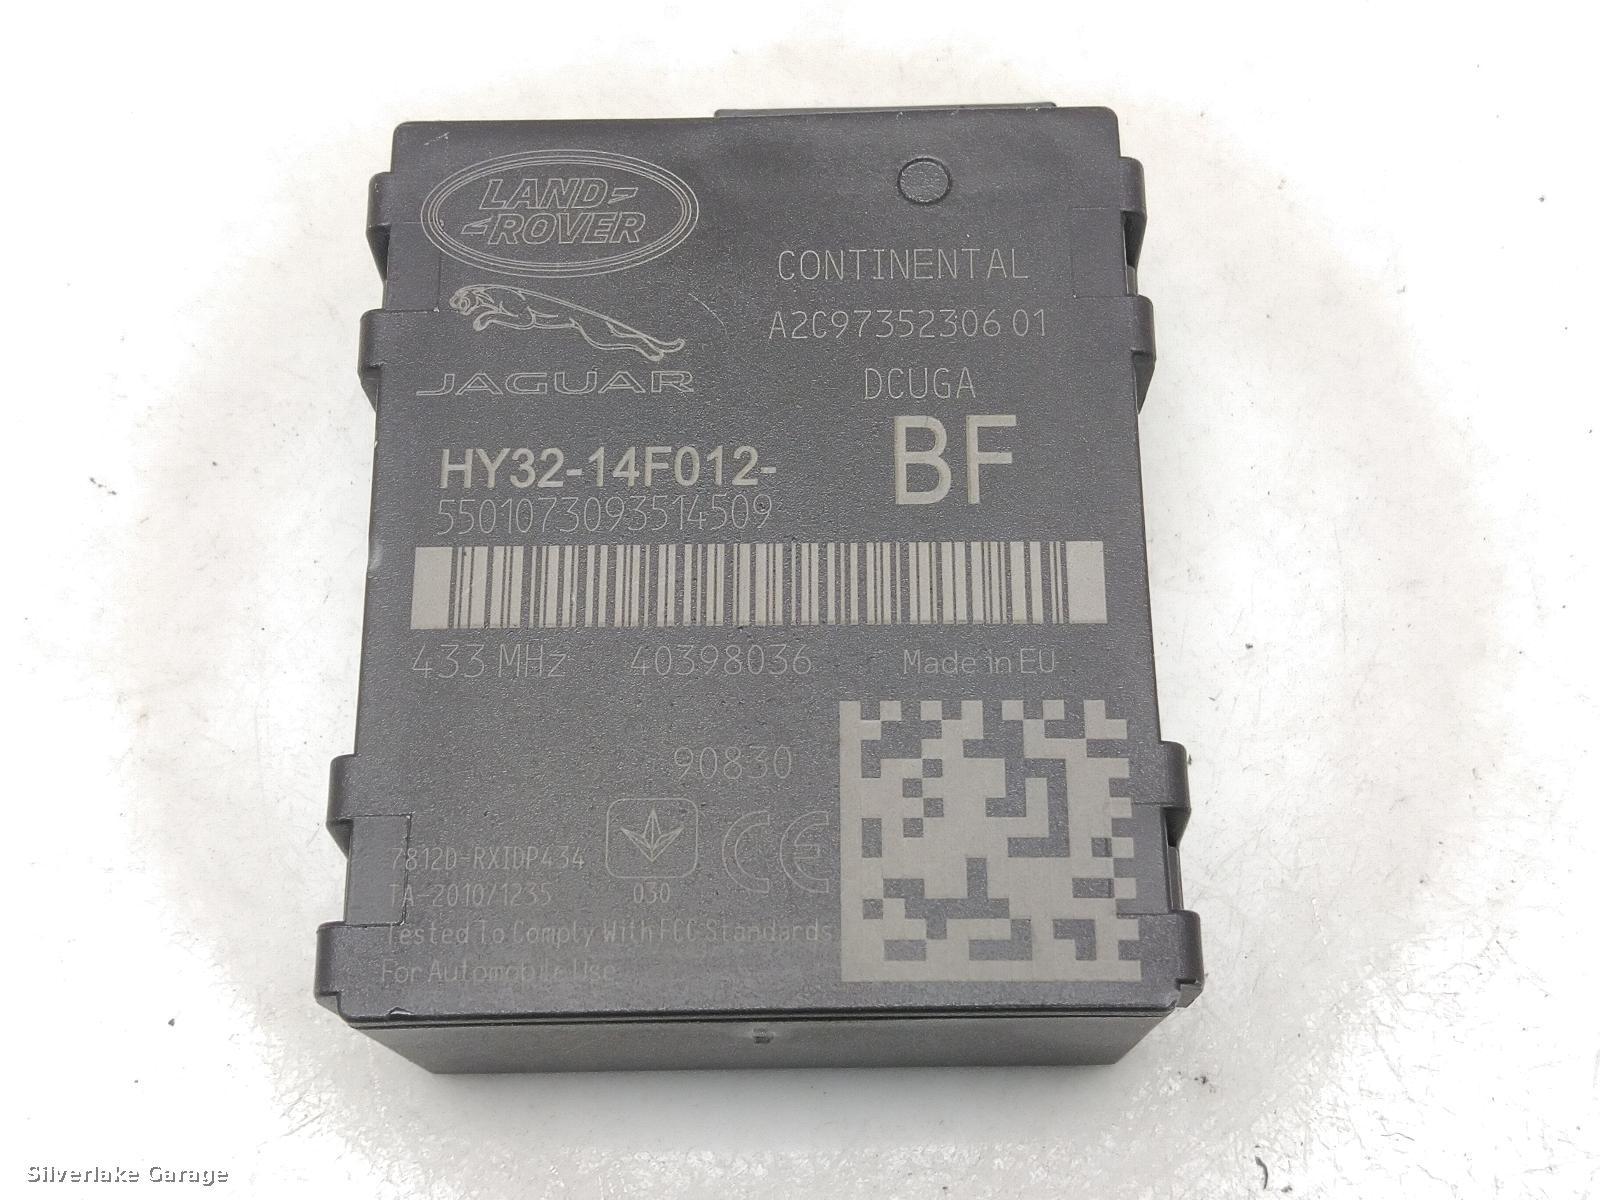 LAND-
-ROVER
JAGUAR
CONTINENTAL
A2C97352306 01
DCUGA
BF
HY32-14F012-
5501073093514509
433 MHz 40398036 Made in EU
90830
7812D-RXIDP434
TA-2010/1235
030
CE
Tested To Comply With FCC Standards
For Automobile Use
Silverlake Garage